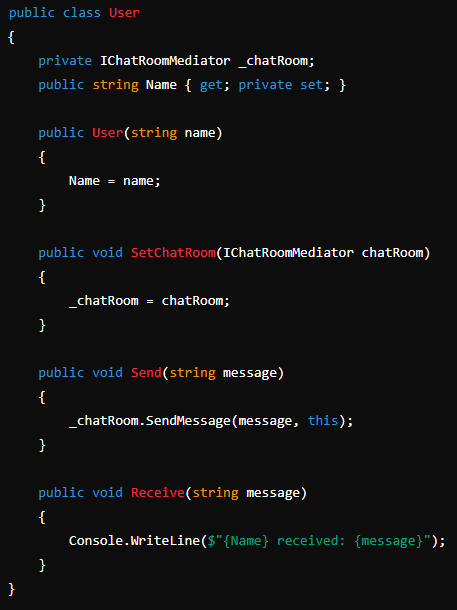 public class User
{
    private IChatRoomMediator _chatRoom;
    public string Name { get; private set; }

    public User(string name)
    {
        Name = name;
    }

    public void SetChatRoom(IChatRoomMediator chatRoom)
    {
        _chatRoom = chatRoom;
    }

    public void Send(string message)
    {
        _chatRoom.SendMessage(message, this);
    }

    public void Receive(string message)
    {
        Console.WriteLine($"{Name} received: {message}");
    }
}